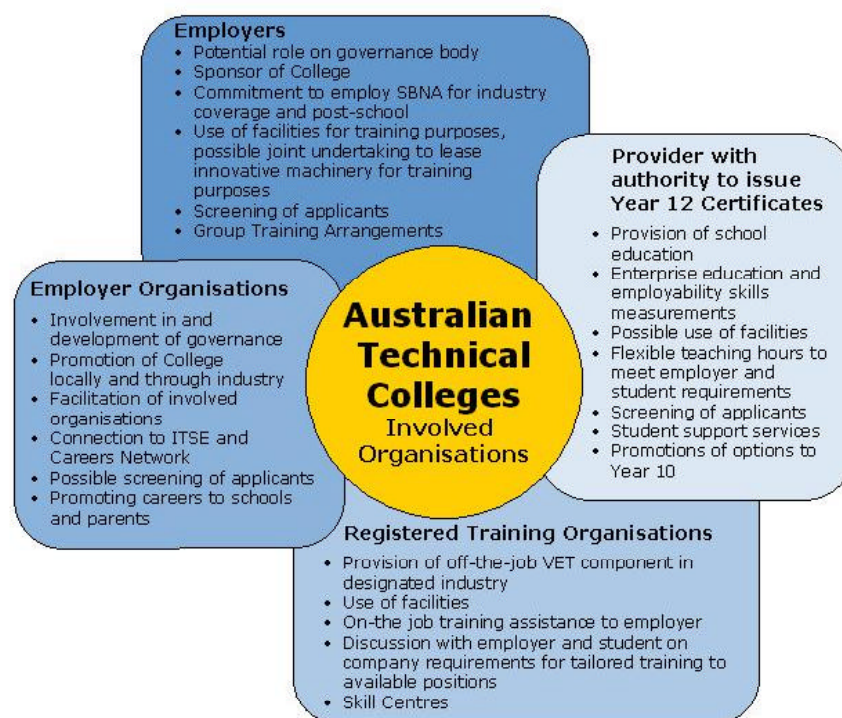 Employers
• Potential role on governance body
• Sponsor of College
• Commitment to employ SBNA for industry
coverage and post-school
• Use of facilities for training purposes,
possible joint undertaking to lease
innovative machinery for training
purposes
• Screening of applicants
• Group Training Arrangements
Provider with
authority to issue
Year 12 Certificates
• Provision of school
education
• Enterprise education and
employability skills
measurements
• Possible use of facilities
• Flexible teaching hours to
meet employer and
student requirements
• Screening of applicants
• Student support services
• Promotions of options to
Year 10
Employer Organisations
• Involvement in and
development of governance
• Promotion of College
locally and through industry
• Facilitation of involved
organisations
• Connection to ITSE and
Careers Network
• Possible screening of applicants
• Promoting careers to schools
and parents
Australian
Technical
Colleges
Involved
Organisations
Registered Training Organisations
• Provision of off-the-job VET component in
designated industry
• Use of facilities
• On-the job training assistance to employer
• Discussion with employer and student on
company requirements for tailored training to
available positions
• Skill Centres